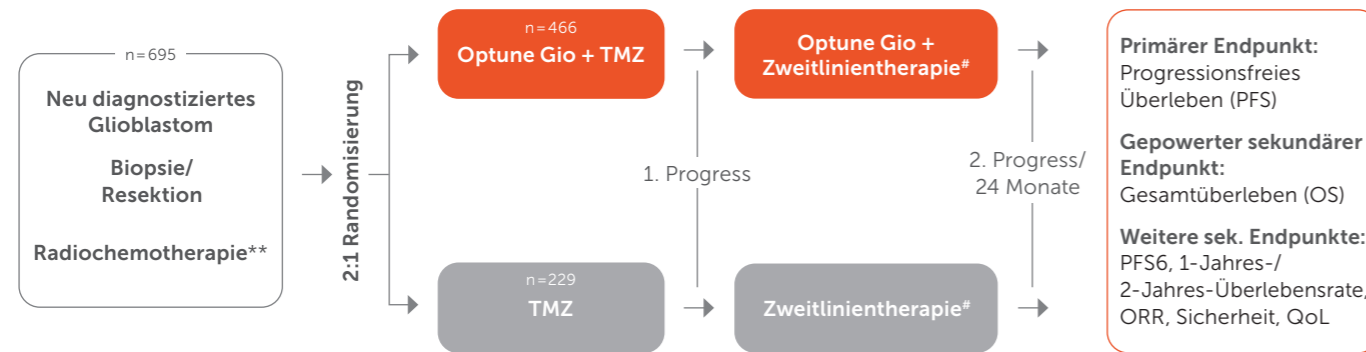 n=695
Neu diagnostiziertes
Glioblastom
Biopsie/
Resektion
Radiochemotherapie**
2:1 Randomisierung
n=466
Optune Gio + TMZ
n=229
TMZ
1. Progress
Optune Gio +
Zweitlinientherapie#
Zweitlinientherapie#
2. Progress/
24 Monate
Primärer Endpunkt:
Progressionsfreies
Überleben (PFS)
Gepowerter sekundärer
Endpunkt:
Gesamtüberleben (OS)
Weitere sek. Endpunkte:
PFS6, 1-Jahres-/
2-Jahres-Überlebensrate,
ORR, Sicherheit, QoL